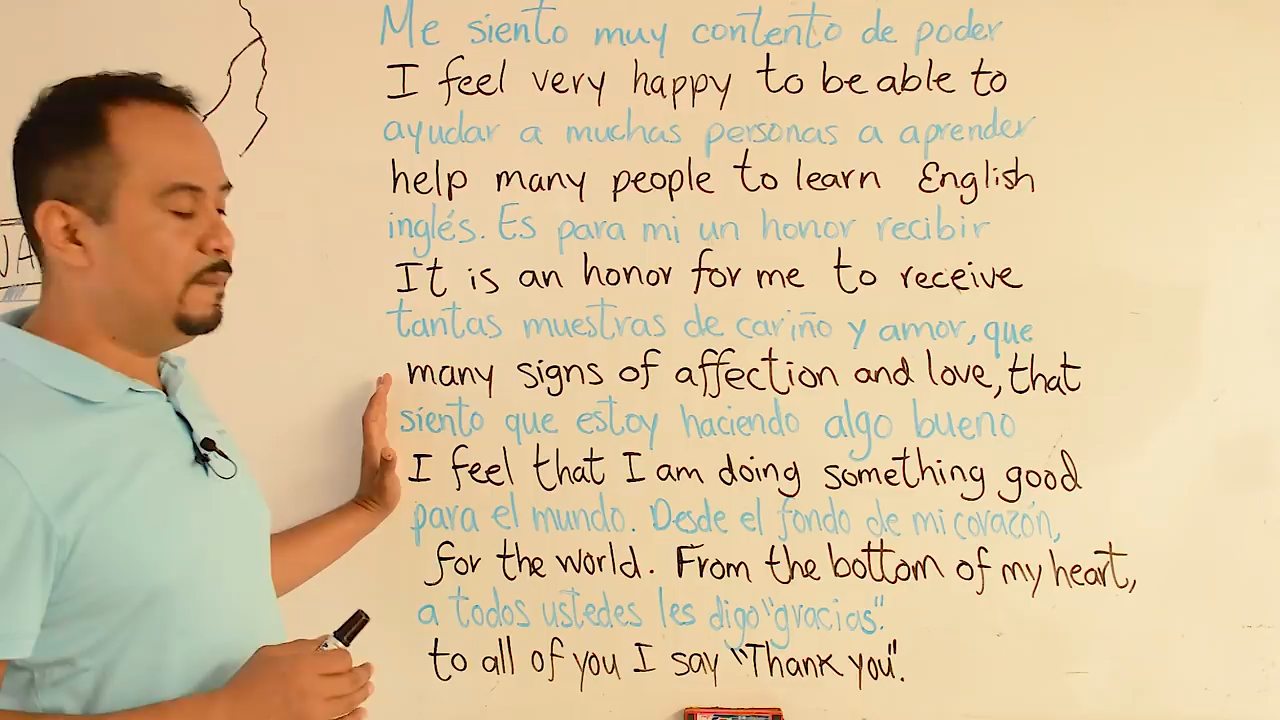 Me siento muy contento de poder
I feel very happy to be able to
ayudar a muchas personas a aprender
help many people to learn English
inglés. Es para mi un honor recibir
It is an honor for me to receive
tantas muestras de cariño y amor, que
many signs of affection and love, that
siento que estoy haciendo algo bueno
I feel that I am doing something good
para el mundo. Desde el fondo de mi corazón,
for the world. From the bottom of my heart,
a todos ustedes les digo "gracias".
to all of you I say "Thank you".